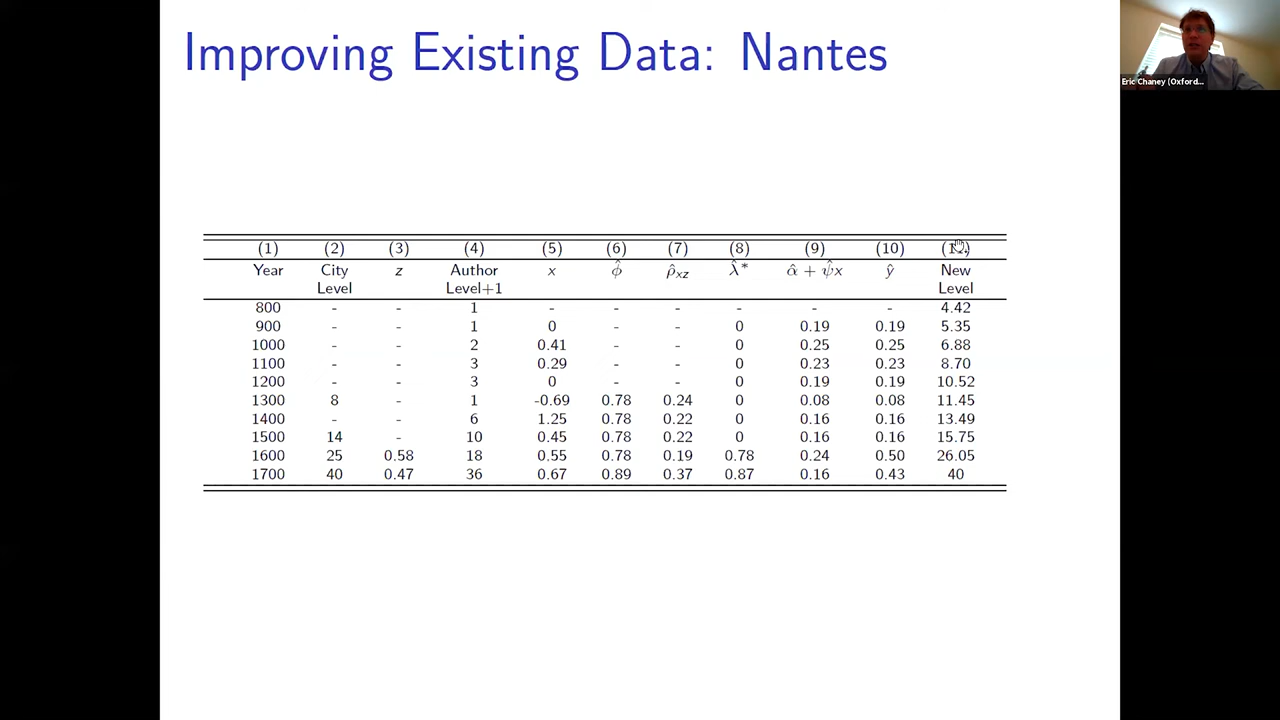 Improving Existing Data: Nantes
Eric Chaney (Oxford...
(1) (2) (3) (4) (5) (6) (7) (8) (9) (10)
Year City z Author x ϕ̂ ρ̂xz λ̂* α̂ + ψ̂x ŷ New
Level Level+1 Level
800 - - 1 - - - - - - 4.42
900 - - 1 0 - - 0 0.19 0.19 5.35
1000 - - 2 0.41 - - 0 0.25 0.25 6.88
1100 - - 3 0.29 - - 0 0.23 0.23 8.70
1200 - - 3 0 - - 0 0.19 0.19 10.52
1300 8 - 1 -0.69 0.78 0.24 0 0.08 0.08 11.45
1400 - - 6 1.25 0.78 0.22 0 0.16 0.16 13.49
1500 14 - 10 0.45 0.78 0.22 0 0.16 0.16 15.75
1600 25 0.58 18 0.55 0.78 0.19 0.78 0.24 0.50 26.05
1700 40 0.47 36 0.67 0.89 0.37 0.87 0.16 0.43 40